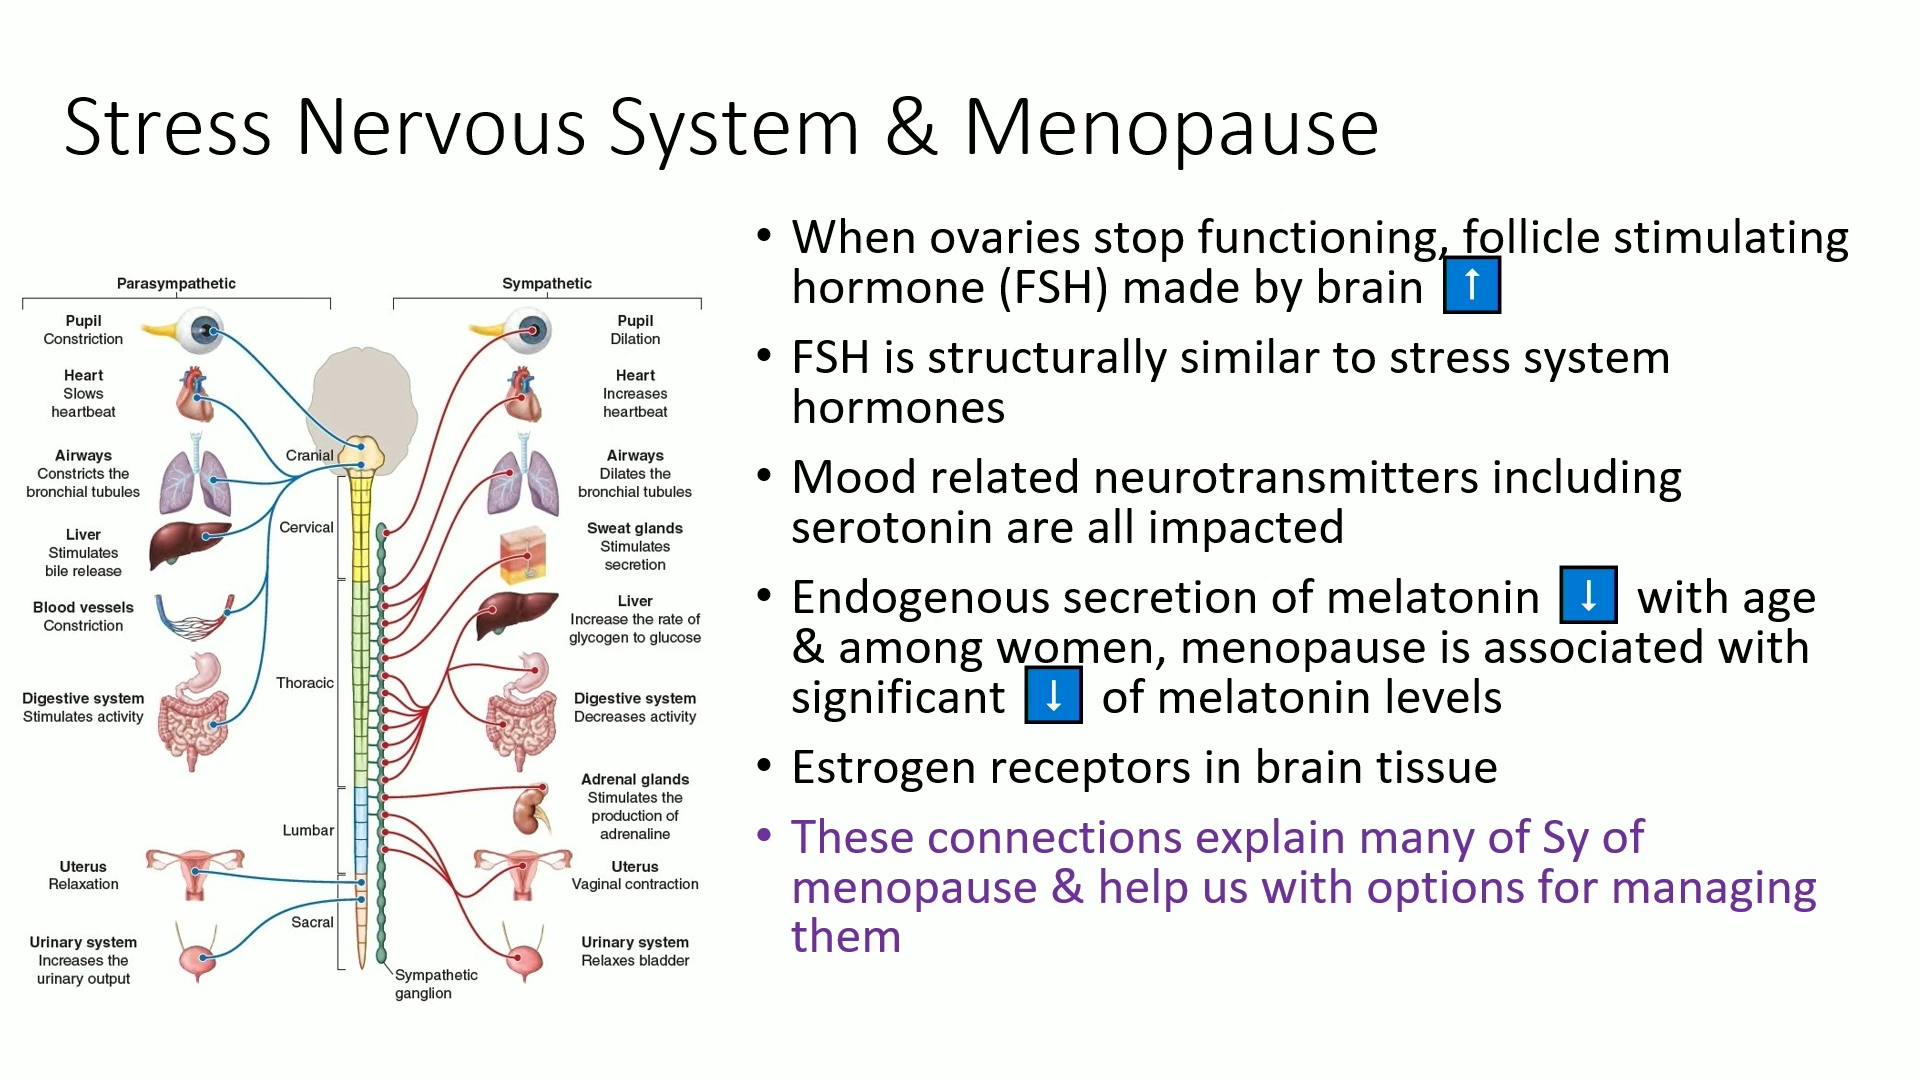 Stress Nervous System & Menopause
Parasympathetic
Pupil
Constriction
Heart
Slows
heartbeat
Airways
Constricts the
bronchial tubules
Liver
Stimulates
bile release
Blood vessels
Constriction
Digestive system
Stimulates activity
Uterus
Relaxation
Urinary system
Increases the
urinary output
Cranial
Cervical
Thoracic
Lumbar
Sacral
Sympathetic
ganglion
Sympathetic
Pupil
Dilation
Heart
Increases
heartbeat
Airways
Dilates the
bronchial tubules
Sweat glands
Stimulates
secretion
Liver
Increase the rate of
glycogen to glucose
Digestive system
Decreases activity
Adrenal glands
Stimulates the
production of
adrenaline
Uterus
Vaginal contraction
Urinary system
Relaxes bladder
• When ovaries stop functioning, follicle stimulating
hormone (FSH) made by brain ↑
• FSH is structurally similar to stress system
hormones
• Mood related neurotransmitters including
serotonin are all impacted
• Endogenous secretion of melatonin ↓ with age
& among women, menopause is associated with
significant ↓ of melatonin levels
• Estrogen receptors in brain tissue
• These connections explain many of Sy of
menopause & help us with options for managing
them